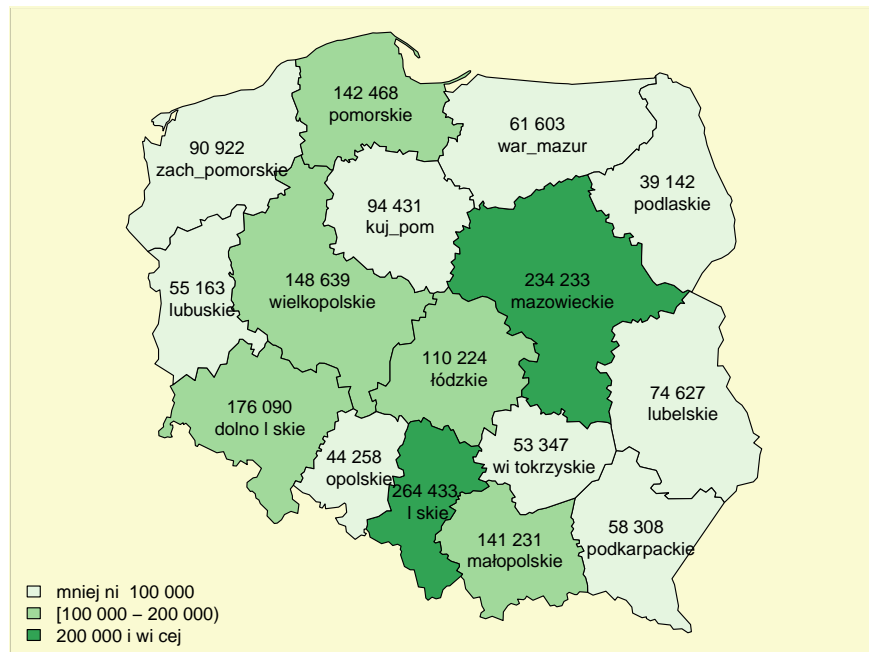 142 468
pomorskie
61 603
war_mazur
90 922
zach_pomorskie
39 142
podlaskie
94 431
kuj_pom
55 163
lubuskie
148 639
wielkopolskie
234 233
mazowieckie
110 224
łódzkie
74 627
lubelskie
176 090
dolno l skie
44 258
opolskie
53 347
wi tokrzyskie
264 433
l skie
58 308
podkarpackie
141 231
małopolskie
mniej ni 100 000
[100 000 – 200 000)
200 000 i wi cej